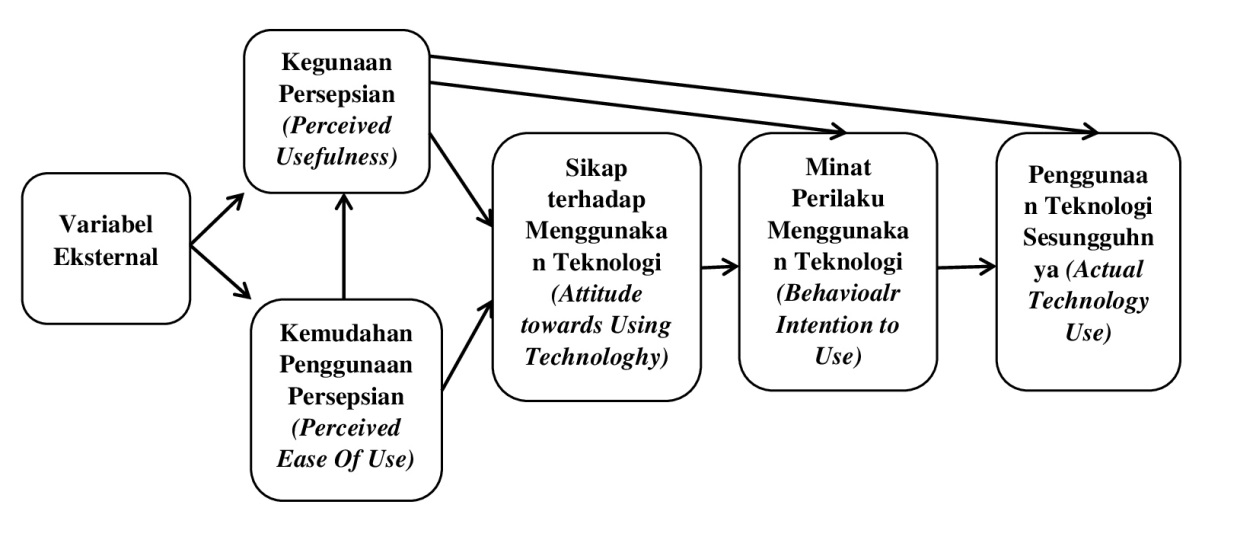 Variabel
Eksternal
Kegunaan
Persepsian
(Perceived
Usefulness)
Kemudahan
Penggunaan
Persepsian
(Perceived
Ease Of Use)
Sikap
terhadap
Menggunaka
n Teknologi
(Attitude
towards Using
Technologhy)
Minat
Perilaku
Menggunaka
n Teknologi
(Behavioalr
Intention to
Use)
Penggunaa
n Teknologi
Sesungguhn
ya (Actual
Technology
Use)